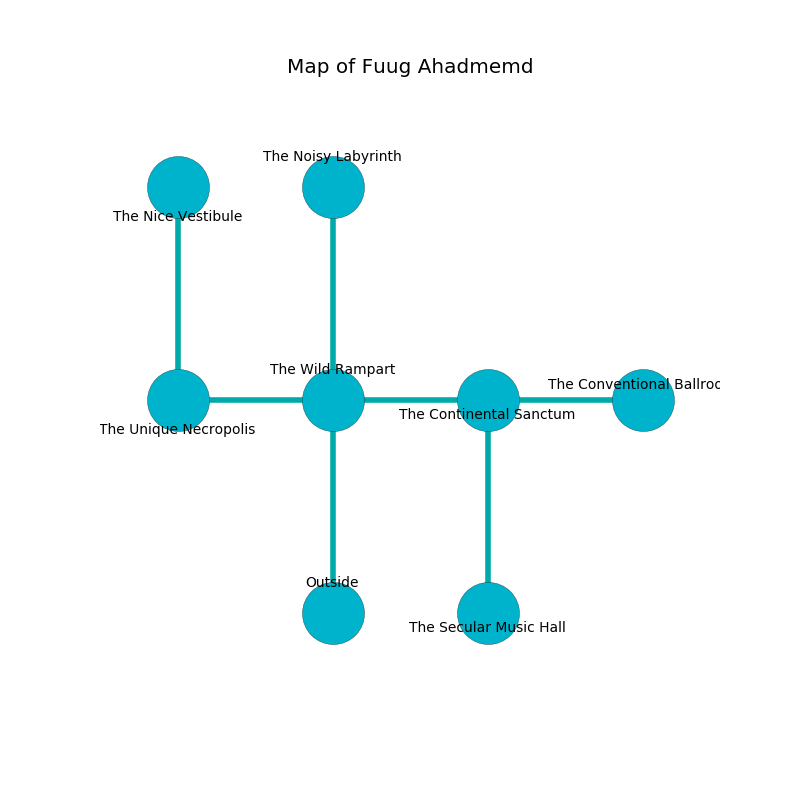 Map of Fuug Ahadmemd
The Noisy Labyrinth
The Nice Vestibule
The Wild Rampart
The Conventional Ballroo
The Continental Sanctum
The Unique Necropolis
Outside
The Secular Music Hall